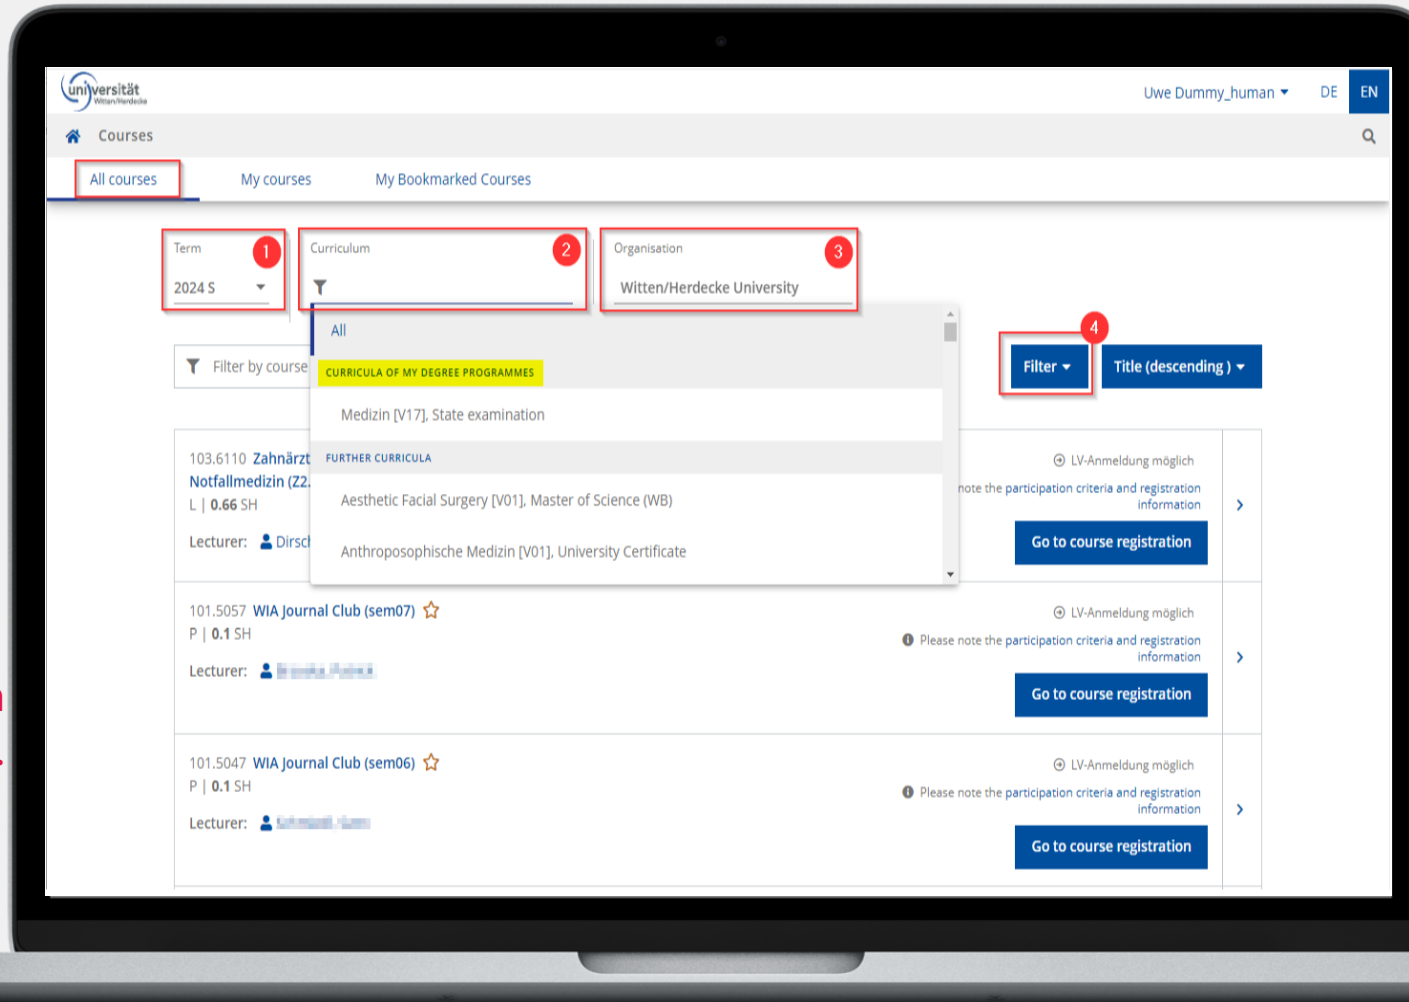 universität
Witten/Herdecke
Uwe Dummy_human
DE
EN
Courses
All courses
My courses
My Bookmarked Courses
Term
1
Curriculum
2
Organisation
3
2024 S
Witten/Herdecke University
All
4
Filter by course
CURRICULA OF MY DEGREE PROGRAMMES
Filter
Title (descending )
Medizin [V17], State examination
FURTHER CURRICULA
Aesthetic Facial Surgery [V01], Master of Science (WB)
Anthroposophische Medizin [V01], University Certificate
103.6110 Zahnärzt
Notfallmedizin (Z2.
L | 0.66 SH
Lecturer: Dirsch
LV-Anmeldung möglich
note the participation criteria and registration
information
Go to course registration
101.5057 WIA Journal Club (sem07)
P | 0.1 SH
Lecturer:
LV-Anmeldung möglich
Please note the participation criteria and registration
information
Go to course registration
101.5047 WIA Journal Club (sem06)
P | 0.1 SH
Lecturer:
LV-Anmeldung möglich
Please note the participation criteria and registration
information
Go to course registration